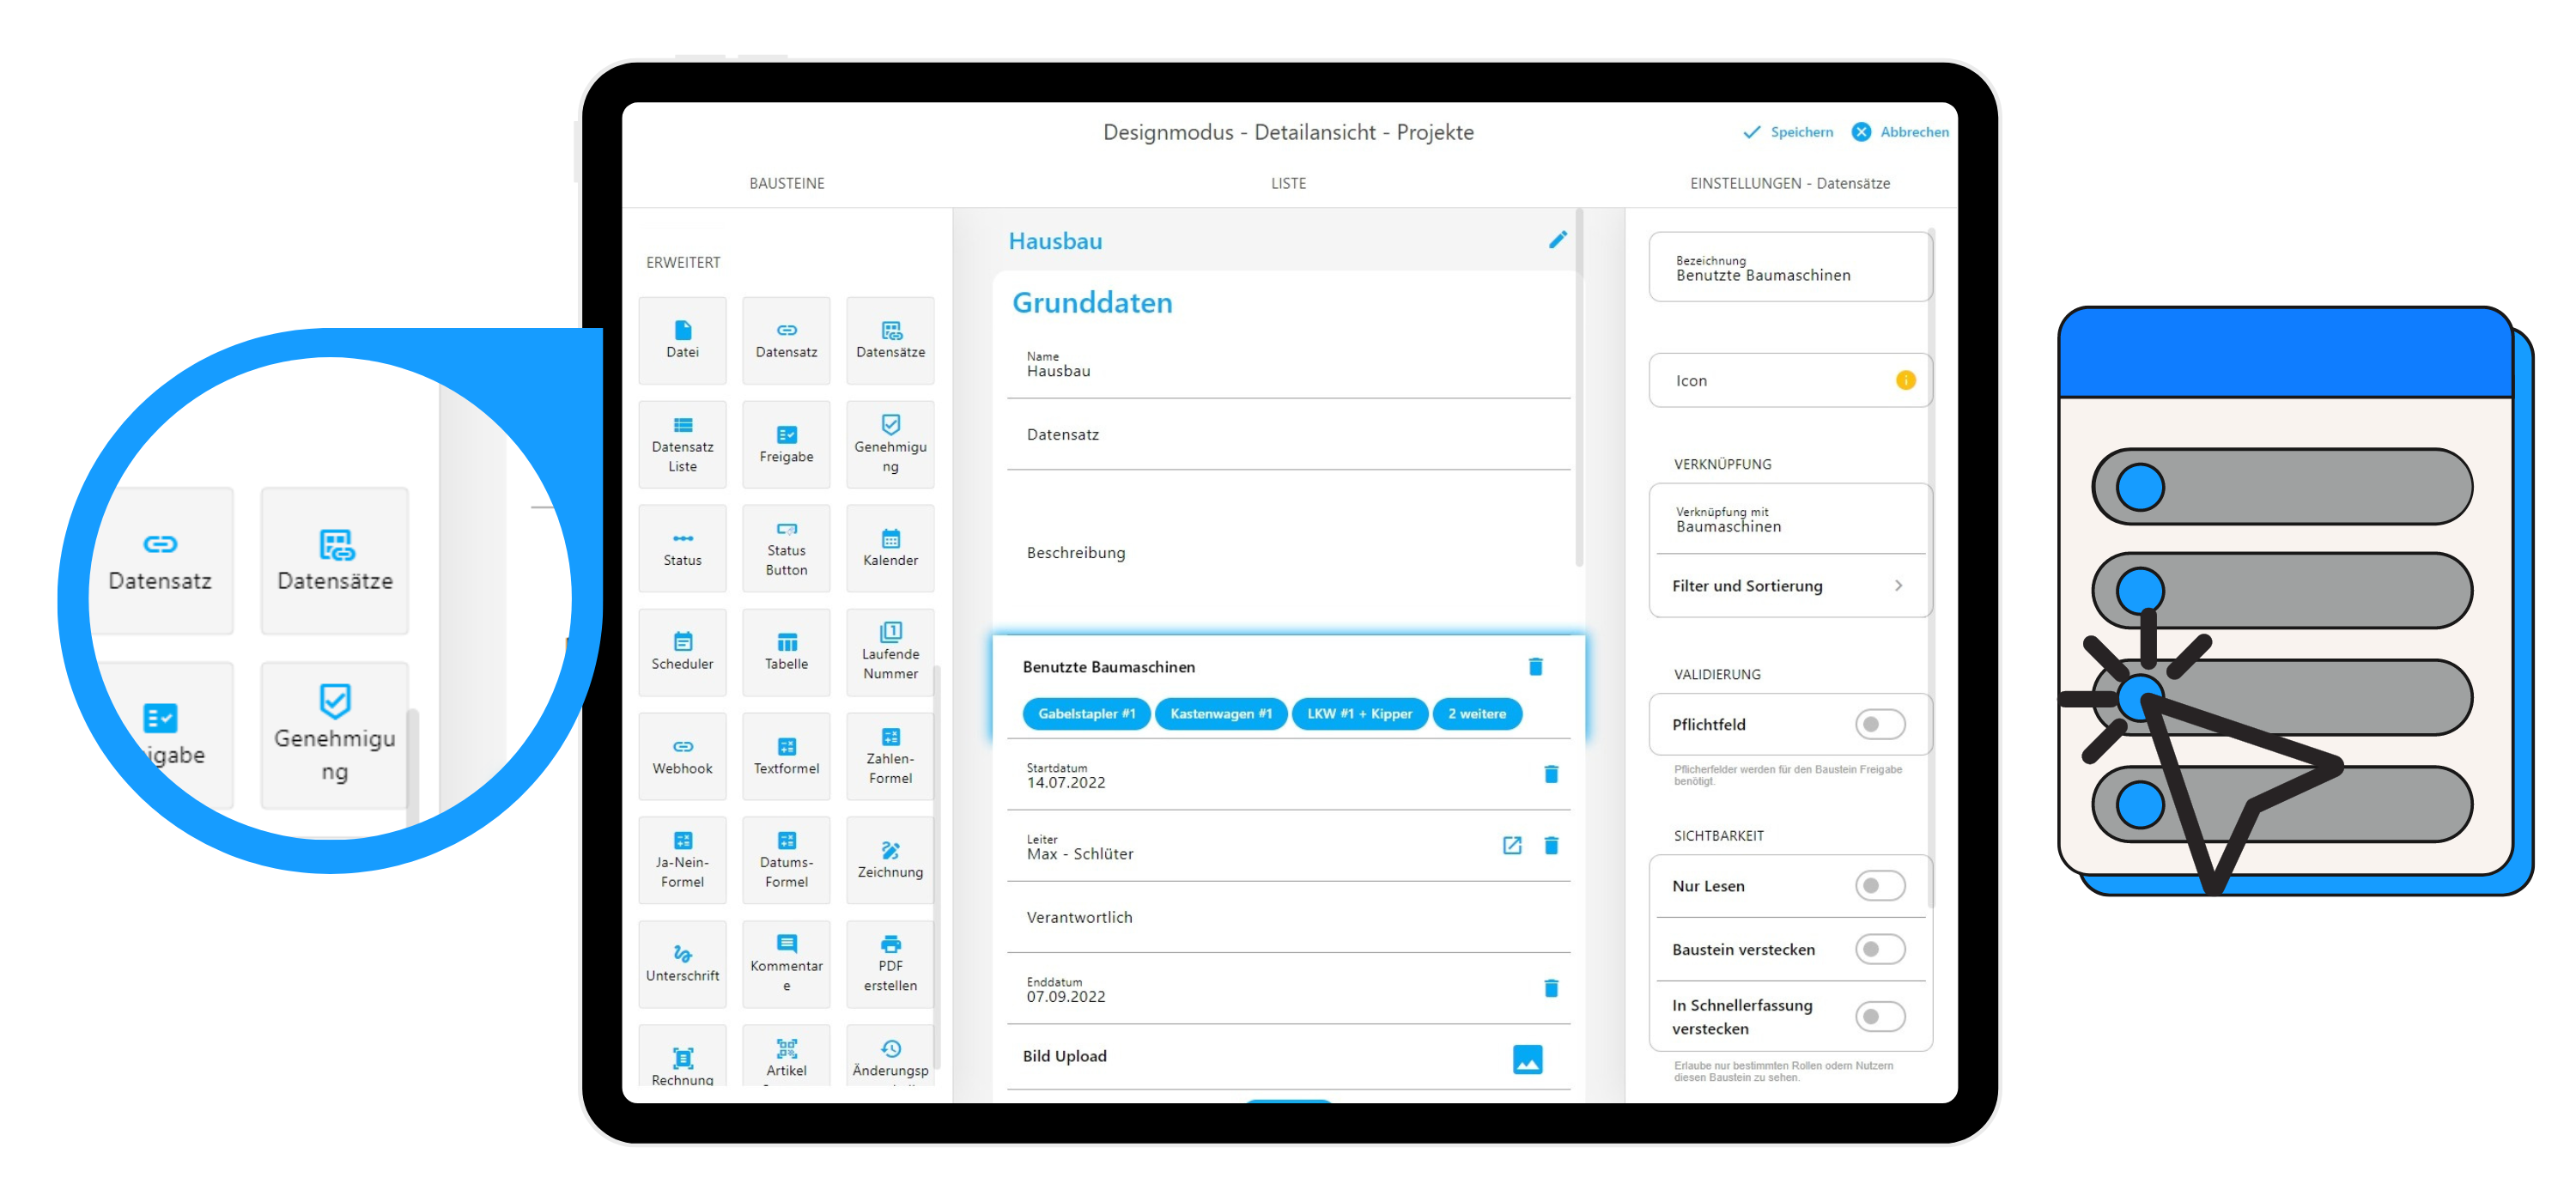 Designmodus - Detailansicht - Projekte
Speichern
Abbrechen
BAUSTEINE
LISTE
EINSTELLUNGEN - Datensätze
ERWEITERT
Datei
Datensatz
Datensätze
Datensatz
Liste
Freigabe
Genehmigu
ng
Status
Status
Button
Kalender
Scheduler
Tabelle
Laufende
Nummer
Webhook
Textformel
Zahlen-
Formel
Ja-Nein-
Formel
Datums-
Formel
Zeichnung
Unterschrift
Kommentar
e
PDF
erstellen
Rechnung
Artikel
Änderungsp
Hausbau
Grunddaten
Name
Hausbau
Datensatz
Beschreibung
Benutzte Baumaschinen
Gabelstapler #1
Kastenwagen #1
LKW #1 + Kipper
2 weitere
Startdatum
14.07.2022
Leiter
Max - Schlüter
Verantwortlich
Enddatum
07.09.2022
Bild Upload
Bezeichnung
Benutzte Baumaschinen
Icon
VERKNÜPFUNG
Verknüpfung mit
Baumaschinen
Filter und Sortierung
VALIDIERUNG
Pflichtfeld
Pflicherfelder werden für den Baustein Freigabe
benötigt.
SICHTBARKEIT
Nur Lesen
Baustein verstecken
In Schnellerfassung
verstecken
Erlaube nur bestimmten Rollen odern Nutzern
diesen Baustein zu sehen.
Datensatz
Datensätze
igabe
Genehmigu
ng